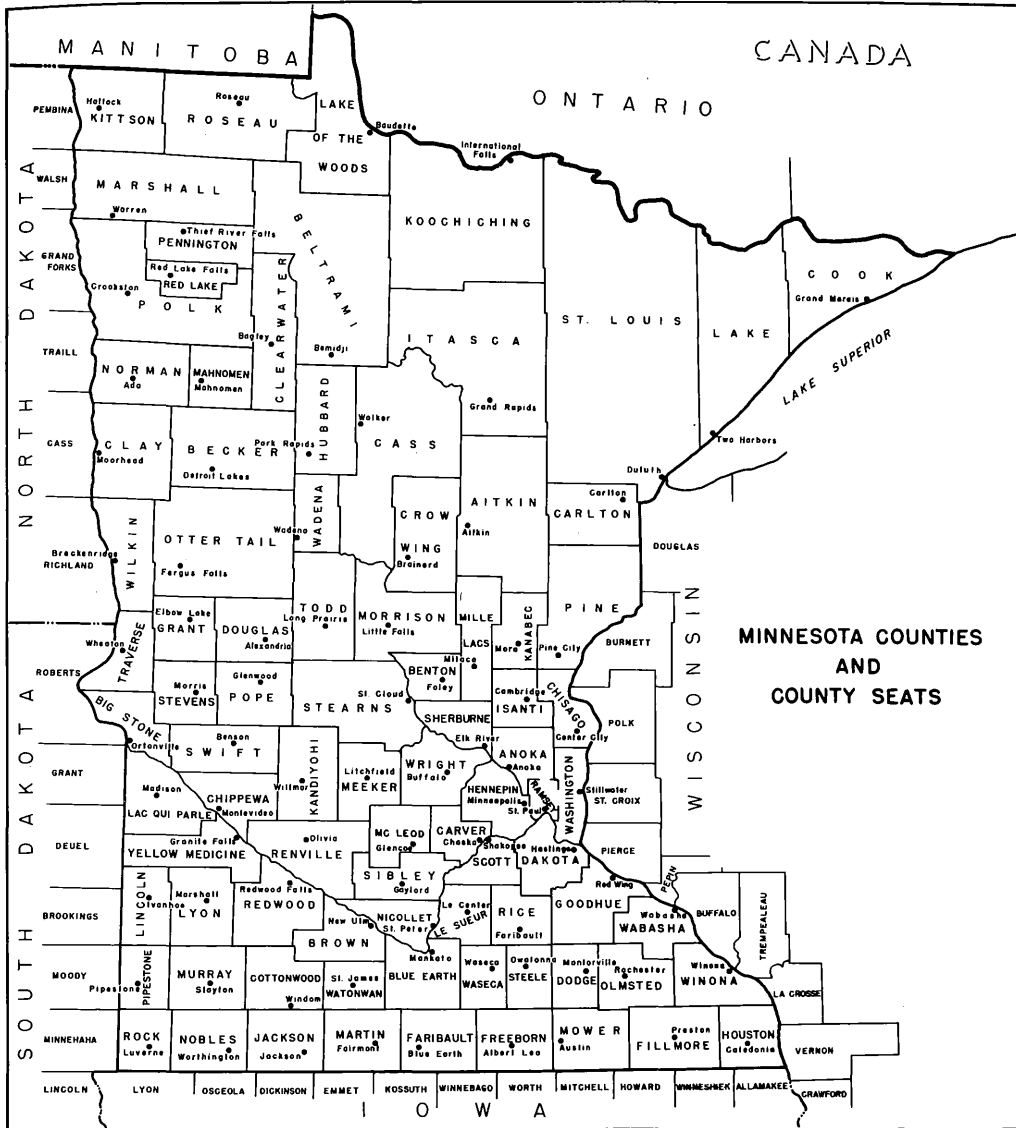 CANADA
MANITOBA
ONTARIO
NORTH DAKOTA
SOUTH DAKOTA
WISCONSIN
IOWA
LAKE SUPERIOR
MINNESOTA COUNTIES
AND
COUNTY SEATS
PEMBINA
WALSH
GRAND
FORKS
TRAILL
CASS
RICHLAND
ROBERTS
GRANT
DEUEL
BROOKINGS
MOODY
MINNEHAHA
LINCOLN
Hallock
KITTSON
Roseau
ROSEAU
LAKE
OF THE
WOODS
Baudette
International
Falls
KOOCHICHING
MARSHALL
Warren
BELTRAMI
Bemidji
Thief River Falls
PENNINGTON
Red Lake Falls
RED LAKE
Crookston
POLK
CLEARWATER
Bagley
ITASCA
Grand Rapids
ST. LOUIS
Duluth
LAKE
Two Harbors
COOK
Grand Marais
NORMAN
Ada
MAHNOMEN
Mahnomen
HUBBARD
Park Rapids
Walker
CASS
CLAY
Moorhead
BECKER
Detroit Lakes
WADENA
Wadena
CROW
WING
Brainerd
AITKIN
Aitkin
Carlton
CARLTON
DOUGLAS
WILKIN
Breckenridge
OTTER TAIL
Fergus Falls
TODD
Long Prairie
MORRISON
Little Falls
MILLE
LACS
Milaca
KANABEC
Mora
PINE
Pine City
BURNETT
Elbow Lake
GRANT
DOUGLAS
Alexandria
TRAVERSE
Wheaton
Morris
STEVENS
Glenwood
POPE
STEARNS
St. Cloud
BENTON
Foley
SHERBURNE
Elk River
Cambridge
ISANTI
CHISAGO
Center City
POLK
BIG STONE
Ortonville
Benson
SWIFT
KANDIYOHI
Willmar
Litchfield
MEEKER
WRIGHT
Buffalo
ANOKA
Anoka
HENNEPIN
Minneapolis
RAMSEY
St. Paul
WASHINGTON
Stillwater
ST. CROIX
Madison
LAC QUI PARLE
CHIPPEWA
Montevideo
Granite Falls
YELLOW MEDICINE
Olivia
RENVILLE
MC LEOD
Glencoe
CARVER
Chaska
Shakopee
SCOTT
Hastings
DAKOTA
PIERCE
SIBLEY
Gaylord
LINCOLN
Ivanhoe
Marshall
LYON
Redwood Falls
REDWOOD
New Ulm
BROWN
NICOLLET
St. Peter
Le Center
LE SUEUR
RICE
Faribault
Red Wing
GOODHUE
PEPIN
Wabasha
WABASHA
BUFFALO
TREMPEALEAU
PIPESTONE
Pipestone
MURRAY
Slayton
COTTONWOOD
Windom
St. James
WATONWAN
Mankato
BLUE EARTH
Waseca
WASECA
Owatonna
STEELE
Mantorville
DODGE
Rochester
OLMSTED
Winona
WINONA
LA CROSSE
ROCK
Luverne
NOBLES
Worthington
JACKSON
Jackson
MARTIN
Fairmont
FARIBAULT
Blue Earth
FREEBORN
Albert Lea
MOWER
Austin
Preston
FILLMORE
HOUSTON
Caledonia
VERNON
LYON
OSCEOLA
DICKINSON
EMMET
KOSSUTH
WINNEBAGO
WORTH
MITCHELL
HOWARD
WINNESHIEK
ALLAMAKEE
CRAWFORD